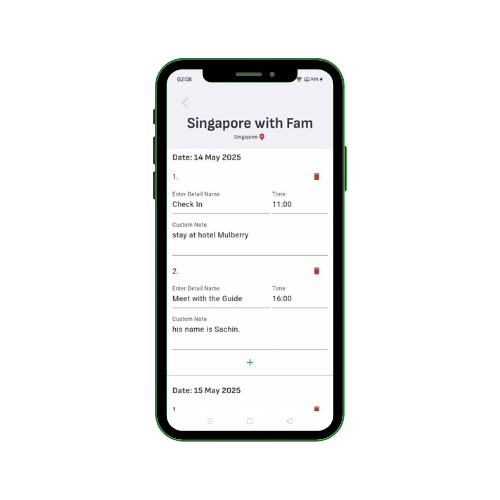 02:08
94%
Singapore with Fam
Singapore
Date: 14 May 2025
1.
Enter Detail Name Time
Check In 11:00
Custom Note
stay at hotel Mulberry
2.
Enter Detail Name Time
Meet with the Guide 16:00
Custom Note
his name is Sachin.
+
Date: 15 May 2025
1